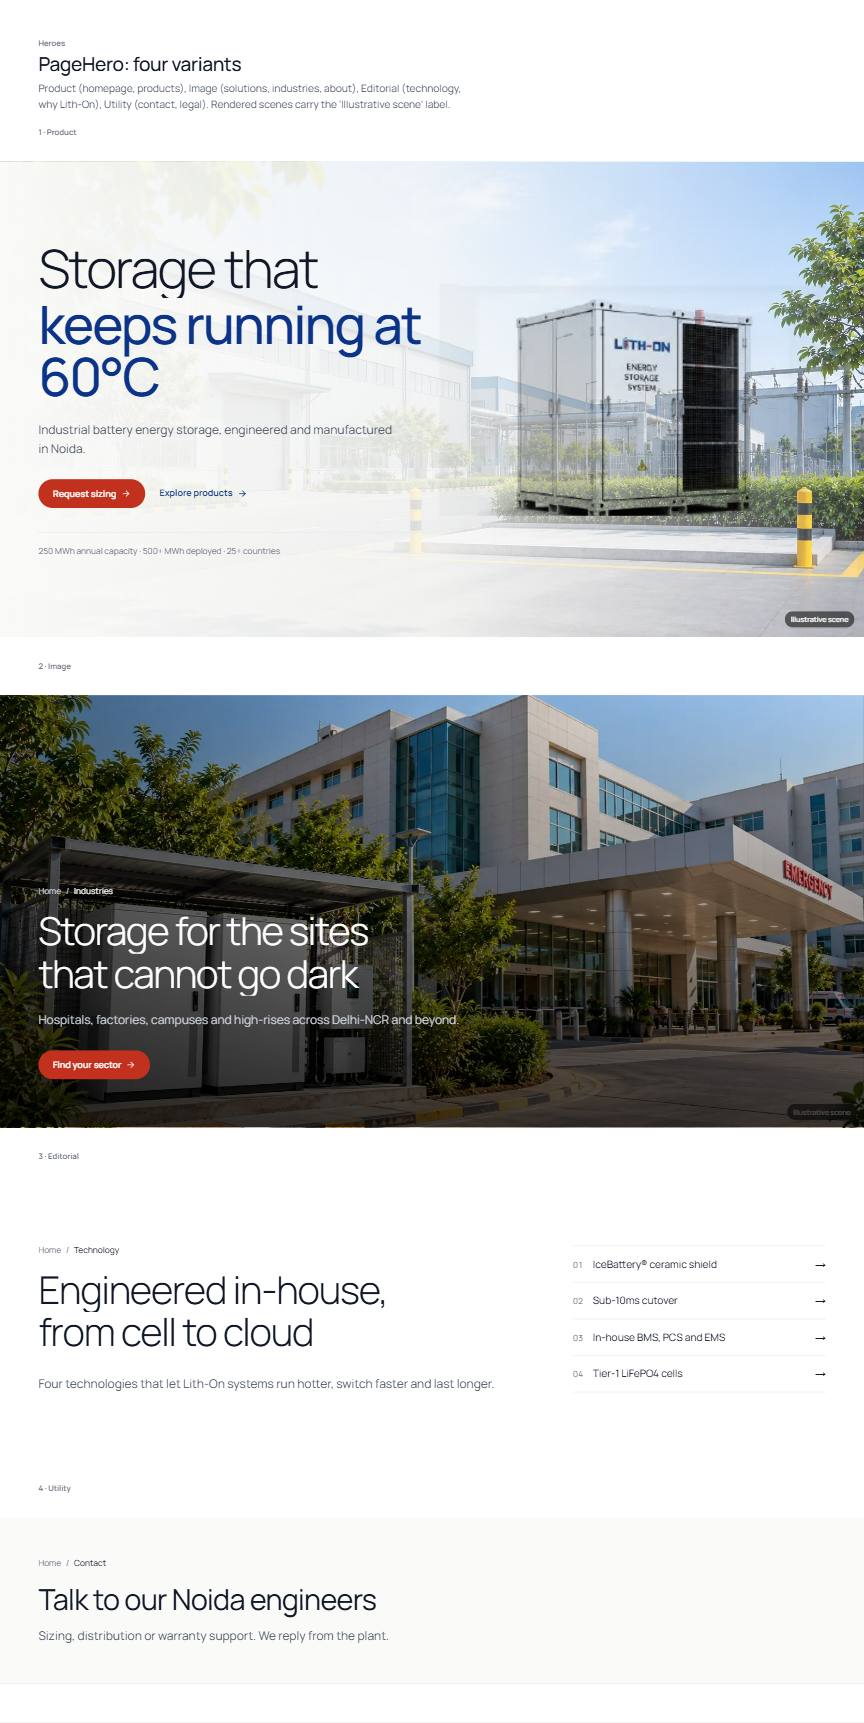 Heroes
PageHero: four variants
Product (homepage, products), Image (solutions, industries, about), Editorial (technology,
why Lith-On), Utility (contact, legal). Rendered scenes carry the 'Illustrative scene' label.
1 · Product
Storage that
keeps running at
60°C
Industrial battery energy storage, engineered and manufactured
in Noida.
Request sizing →
Explore products →
250 MWh annual capacity · 500+ MWh deployed · 25+ countries
LITH-ON
ENERGY
STORAGE
SYSTEM
Illustrative scene
2 · Image
EMERGENCY
Home / Industries
Storage for the sites
that cannot go dark
Hospitals, factories, campuses and high-rises across Delhi-NCR and beyond.
Find your sector →
Illustrative scene
3 · Editorial
Home / Technology
Engineered in-house,
from cell to cloud
Four technologies that let Lith-On systems run hotter, switch faster and last longer.
01 IceBattery® ceramic shield →
02 Sub-10ms cutover →
03 In-house BMS, PCS and EMS →
04 Tier-1 LiFePO4 cells →
4 · Utility
Home / Contact
Talk to our Noida engineers
Sizing, distribution or warranty support. We reply from the plant.